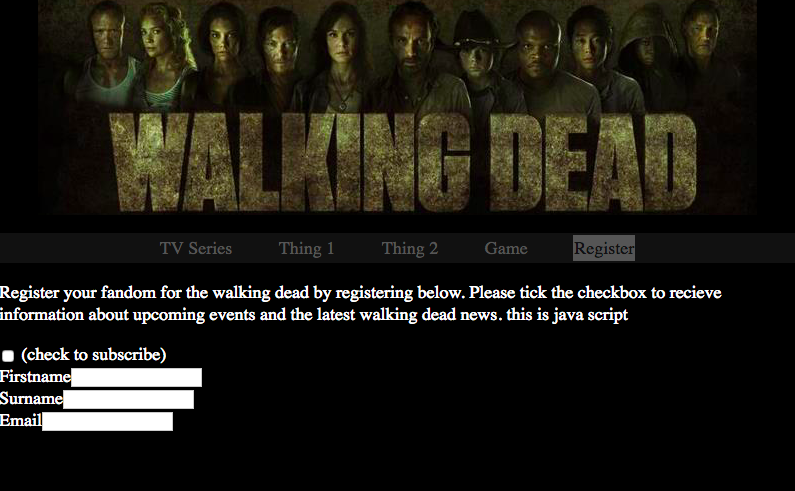 WALKING DEAD
TV Series Thing 1 Thing 2 Game Register
Register your fandom for the walking dead by registering below. Please tick the checkbox to recieve
information about upcoming events and the latest walking dead news. this is java script
(check to subscribe)
Firstname
Surname
Email